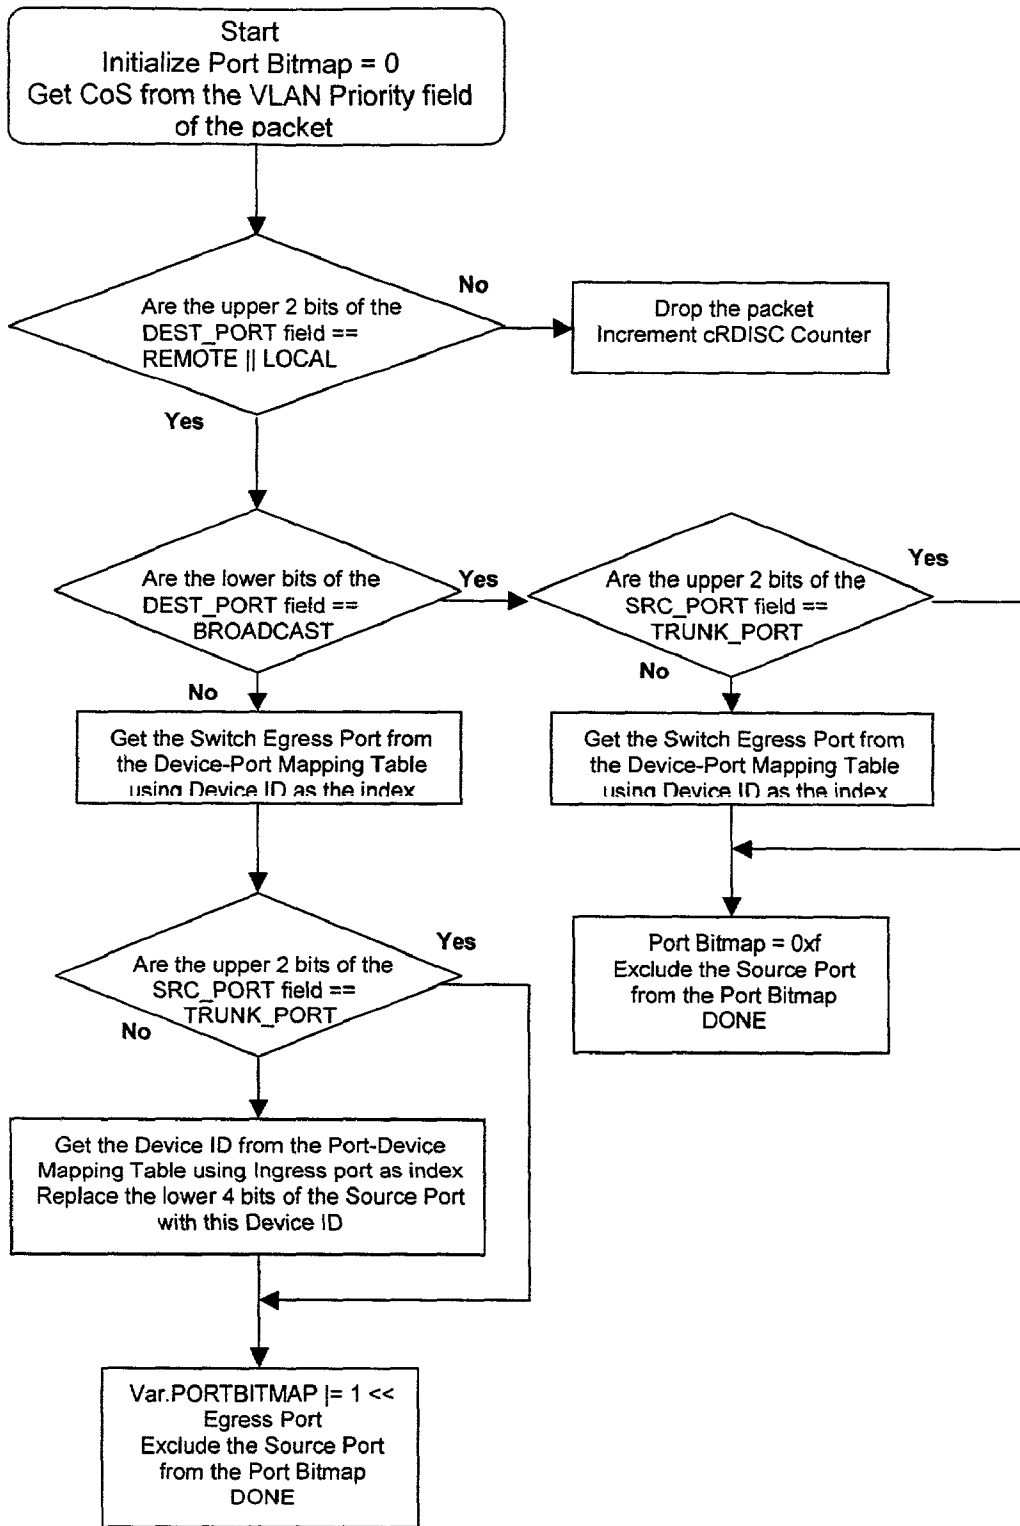 Start
Initialize Port Bitmap = 0
Get CoS from the VLAN Priority field
of the packet
Are the upper 2 bits of the
DEST_PORT field ==
REMOTE || LOCAL
No
Drop the packet
Increment cRDISC Counter
Yes
Are the lower bits of the
DEST_PORT field ==
BROADCAST
Yes
Are the upper 2 bits of the
SRC_PORT field ==
TRUNK_PORT
Yes
No
No
Get the Switch Egress Port from
the Device-Port Mapping Table
using Device ID as the index
Get the Switch Egress Port from
the Device-Port Mapping Table
using Device ID as the index
Are the upper 2 bits of the
SRC_PORT field ==
TRUNK_PORT
Yes
No
Port Bitmap = 0xf
Exclude the Source Port
from the Port Bitmap
DONE
Get the Device ID from the Port-Device
Mapping Table using Ingress port as index
Replace the lower 4 bits of the Source Port
with this Device ID
Var.PORTBITMAP |= 1 <<
Egress Port
Exclude the Source Port
from the Port Bitmap
DONE